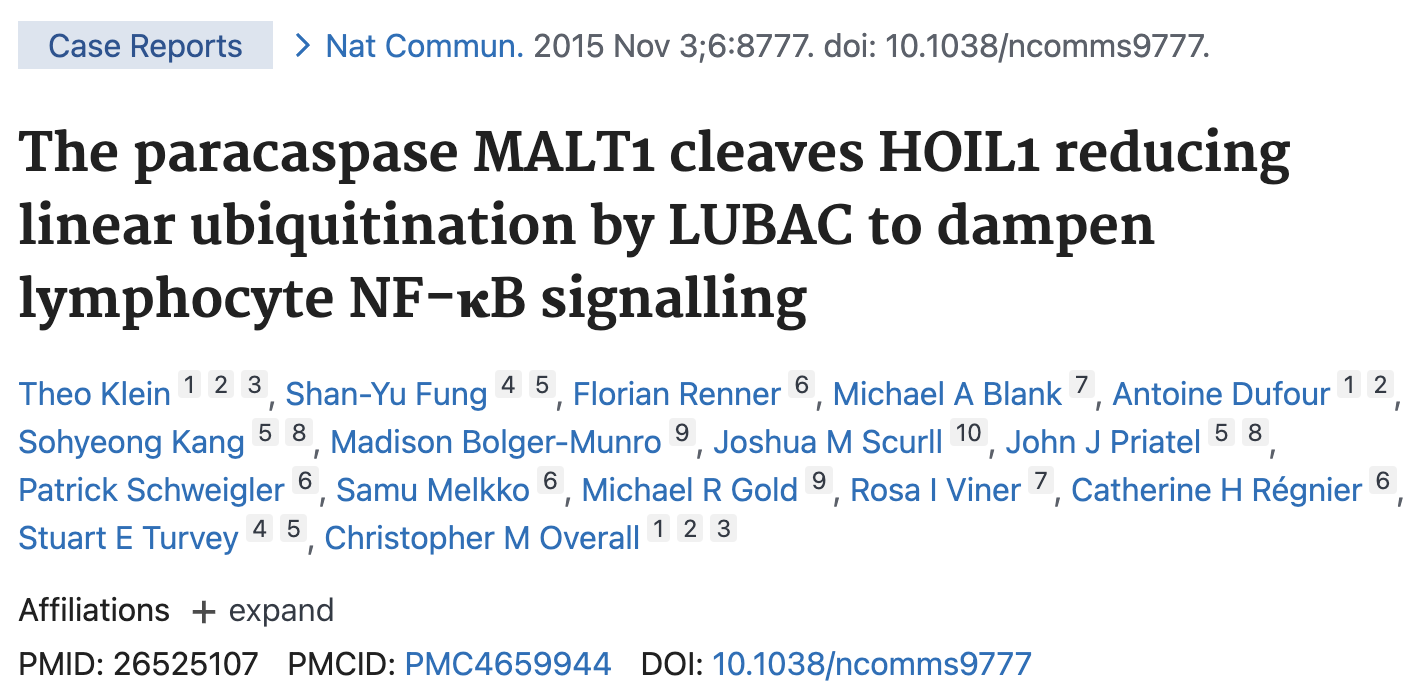 Case Reports > Nat Commun. 2015 Nov 3;6:8777. doi: 10.1038/ncomms9777.
The paracaspase MALT1 cleaves HOIL1 reducing
linear ubiquitination by LUBAC to dampen
lymphocyte NF-κB signalling
Theo Klein 1 2 3, Shan-Yu Fung 4 5, Florian Renner 6, Michael A Blank 7, Antoine Dufour 1 2,
Sohyeong Kang 5 8, Madison Bolger-Munro 9, Joshua M Scurll 10, John J Priatel 5 8,
Patrick Schweigler 6, Samu Melkko 6, Michael R Gold 9, Rosa I Viner 7, Catherine H Régnier 6,
Stuart E Turvey 4 5, Christopher M Overall 1 2 3
Affiliations + expand
PMID: 26525107 PMCID: PMC4659944 DOI: 10.1038/ncomms9777